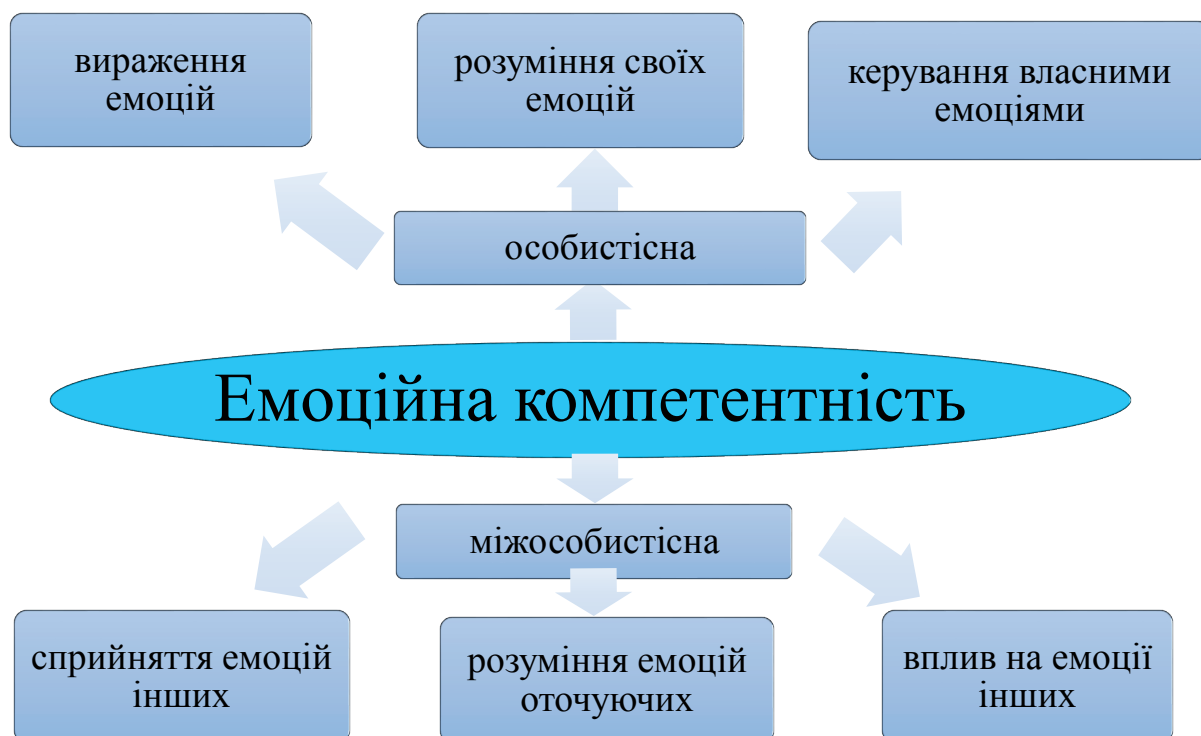 вираження
емоцій
розуміння своїх
емоцій
керування власними
емоціями
особистісна
Емоційна компетентність
міжособистісна
сприйняття емоцій
інших
розуміння емоцій
оточуючих
вплив на емоції
інших